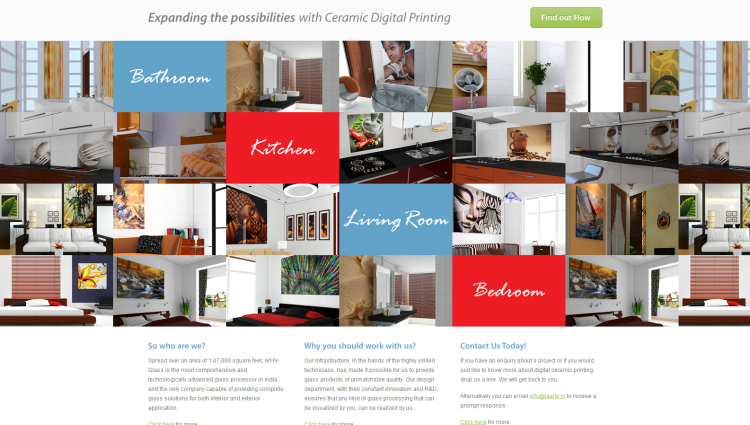 Expanding the possibilities with Ceramic Digital Printing
Find out How
Bathroom
Kitchen
Living Room
Bedroom
So who are we?
Spread over an area of 1,47,000 square feet, Art-N-
Glass is the most comprehensive and
technologically advanced glass processor in India,
and the only company capable of providing complete
glass solutions for both interior and exterior
application.
Click here for more.
Why you should work with us?
Our infrastructure, in the hands of the highly skilled
technicians, has made it possible for us to provide
glass products of unmatchable quality. Our design
department, with their constant innovation and R&D,
ensures that any kind of glass processing that can
be visualized by you, can be realized by us.
Click here for more.
Contact Us Today!
If you have an enquiry about a project or if you would
just like to know more about digital ceramic printing,
drop us a line. We will get back to you.
Alternatively you can email to receive a
prompt response.
Click here for more.